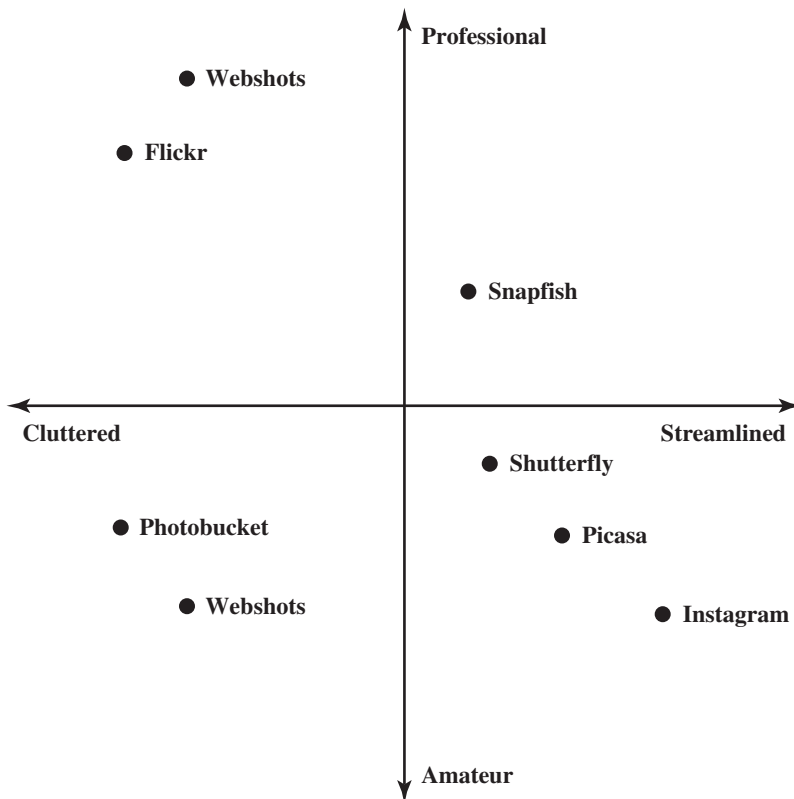 Professional
Webshots
Flickr
Snapfish
Cluttered
Streamlined
Shutterfly
Photobucket
Picasa
Webshots
Instagram
Amateur